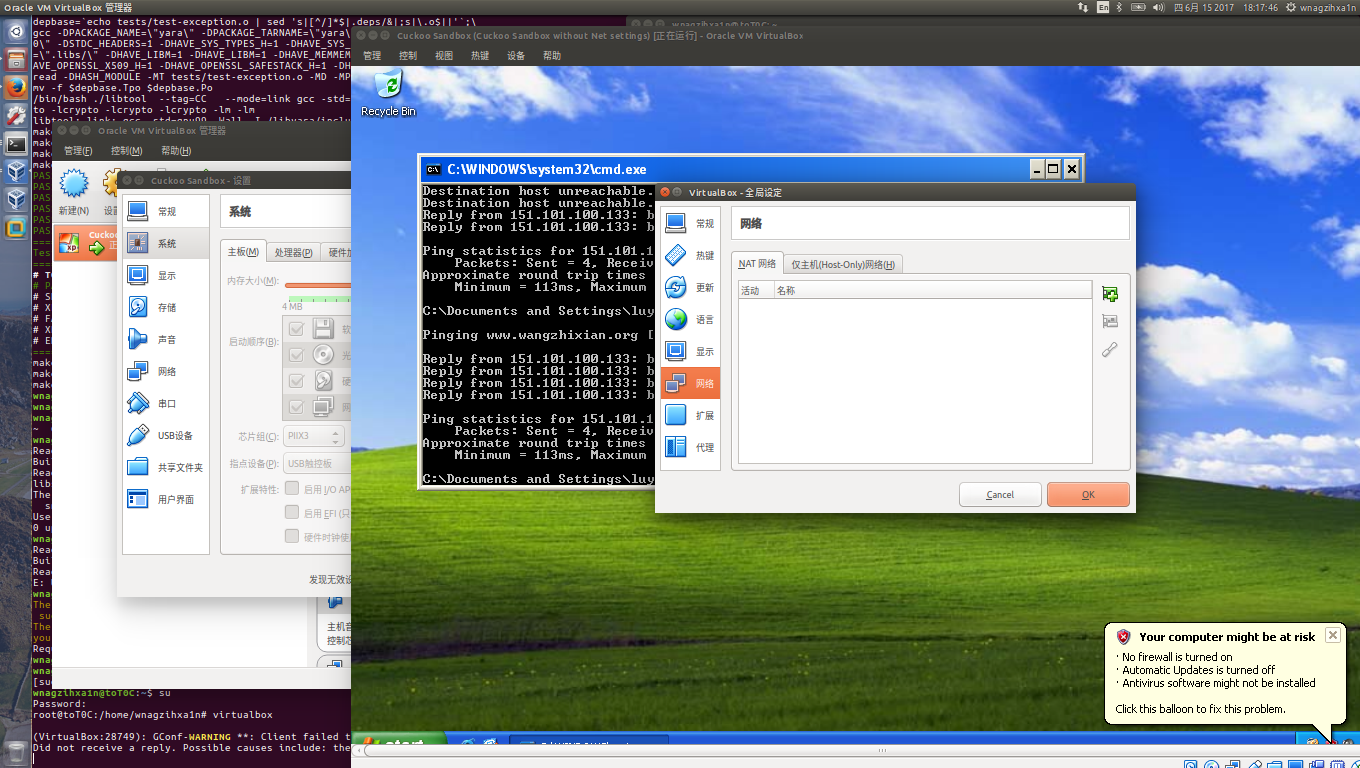 Oracle VM VirtualBox 管理器
En
四 6月 15 2017 18:17:46 wnagzihxa1n
depbase=`echo tests/test-exception.o | sed 's|[^/]*$|.deps/&|;s|\.o$||'`;\
gcc -DPACKAGE_NAME=\"yara\" -DPACKAGE_TARNAME=\"yara\"
0\" -DSTDC_HEADERS=1 -DHAVE_SYS_TYPES_H=1 -DHAVE_SYS_
=\".libs/\" -DHAVE_LIBM=1 -DHAVE_LIBM=1 -DHAVE_MEMMEM
AVE_OPENSSL_X509_H=1 -DHAVE_OPENSSL_SAFESTACK_H=1 -DH
read -DHASH_MODULE -MT tests/test-exception.o -MD -MP
mv -f $depbase.Tpo $depbase.Po
/bin/bash ./libtool --tag=CC --mode=link gcc -std=
to -lcrypto -lcrypto -lcrypto -lm -lm
wnagzihxa1n@toT0C: ~
Cuckoo Sandbox (Cuckoo Sandbox without Net settings) [正在运行] - Oracle VM VirtualBox
管理 控制 视图 热键 设备 帮助
Recycle Bin
Oracle VM VirtualBox 管理器
管理(F) 控制(M) 帮助(H)
新建(N)
Cuckoo
Cuckoo Sandbox - 设置
常规
系统
显示
存储
声音
网络
串口
USB设备
共享文件夹
用户界面
系统
主板(M) 处理器(P) 硬件加
内存大小(M):
4 MB
启动顺序(B):
芯片组(C): PIIX3
指点设备(P): USB触控板
扩展特性: 启用 I/O AP
启用 EFI (只
硬件时钟使
发现无效设
主机音
控制芯
C:\WINDOWS\system32\cmd.exe
Destination host unreachable.
Destination host unreachable.
Reply from 151.101.100.133: b
Reply from 151.101.100.133: b
Ping statistics for 151.101.1
Packets: Sent = 4, Receiv
Approximate round trip times
Minimum = 113ms, Maximum
C:\Documents and Settings\luy
Pinging www.wangzhixian.org [
Reply from 151.101.100.133: b
Reply from 151.101.100.133: b
Reply from 151.101.100.133: b
Reply from 151.101.100.133: b
Ping statistics for 151.101.1
Packets: Sent = 4, Receiv
Approximate round trip times
Minimum = 113ms, Maximum
C:\Documents and Settings\luy
VirtualBox - 全局设定
常规
热键
更新
语言
显示
网络
扩展
代理
网络
NAT 网络 仅主机(Host-Only)网络(H)
活动 名称
Cancel OK
Your computer might be at risk
· No firewall is turned on
· Automatic Updates is turned off
· Antivirus software might not be installed
Click this balloon to fix this problem.
wnagzihxa1n@toT0C:~$ su
Password:
root@toT0C:/home/wnagzihxa1n# virtualbox
(VirtualBox:28749): GConf-WARNING **: Client failed t
Did not receive a reply. Possible causes include: the